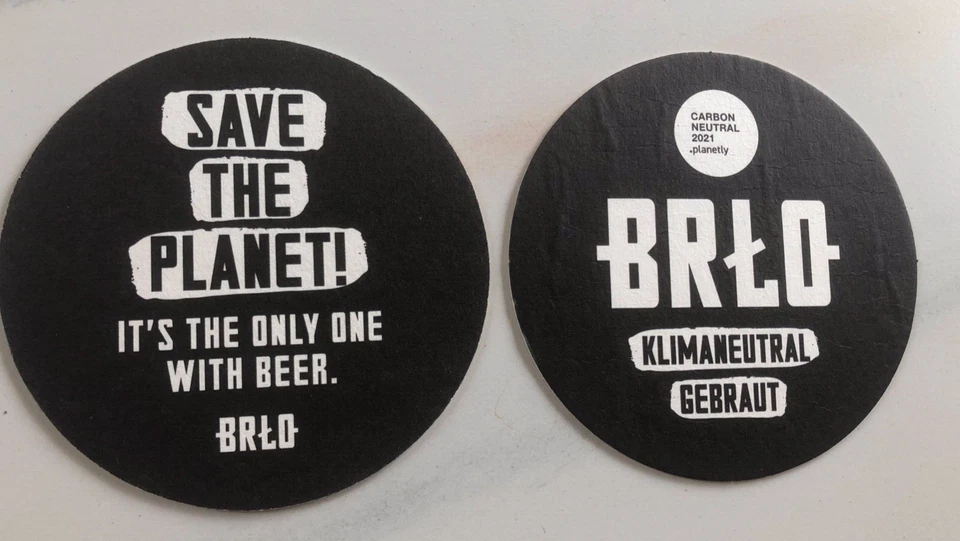 SAVE
THE
PLANET!
IT'S THE ONLY ONE
WITH BEER.
BRŁO
CARBON
NEUTRAL
2021
.planetly
BRŁO
KLIMANEUTRAL
GEBRAUT